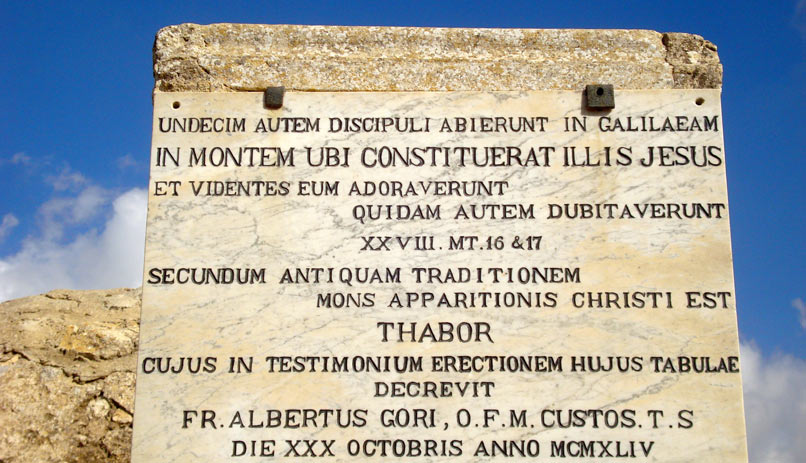 UNDECIM AUTEM DISCIPULI ABIERUNT IN GALILAEAM
IN MONTEM UBI CONSTITUERAT ILLIS JESUS
ET VIDENTES EUM ADORAVERUNT
QUIDAM AUTEM DUBITAVERUNT
XXVIII. MT. 16 & 17
SECUNDUM ANTIQUAM TRADITIONEM
MONS APPARITIONIS CHRISTI EST
THABOR
CUJUS IN TESTIMONIUM ERECTIONEM HUJUS TABULAE
DECREVIT
FR. ALBERTUS GORI, O.F.M. CUSTOS. T. S
DIE XXX OCTOBRIS ANNO MCMXLIV